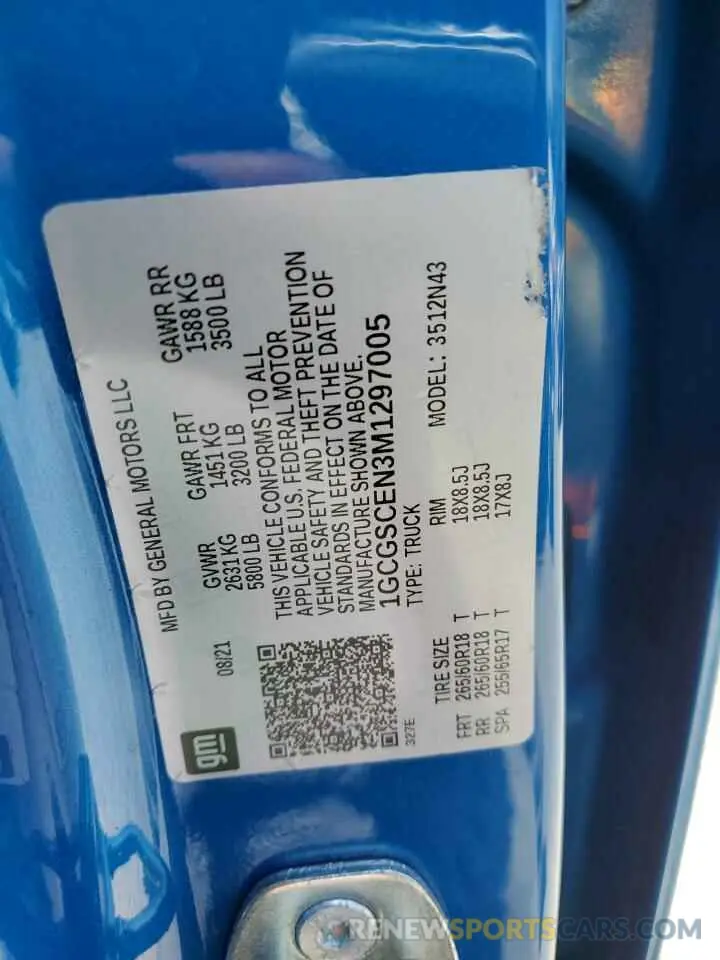 MFD BY GENERAL MOTORS LLC
08/21
GVWR
2631 KG
5800 LB
GAWR FRT
1451 KG
3200 LB
GAWR RR
1588 KG
3500 LB
THIS VEHICLE CONFORMS TO ALL
APPLICABLE U.S. FEDERAL MOTOR
VEHICLE SAFETY AND THEFT PREVENTION
STANDARDS IN EFFECT ON THE DATE OF
MANUFACTURE SHOWN ABOVE.
1GCGSCEN3M1297005
TYPE: TRUCK
MODEL: 3512N43
gm
327E
TIRE SIZE RIM
FRT 265/60R18 T 18X8.5J
RR 265/60R18 T 18X8.5J
SPA 255/65R17 T 17X8J
RENEWSPORTSCARS.COM